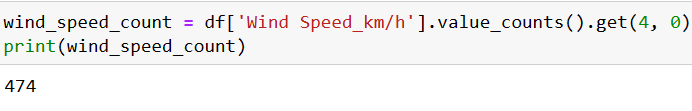 wind_speed_count = df['Wind Speed_km/h'].value_counts().get(4, 0)
print(wind_speed_count)
474